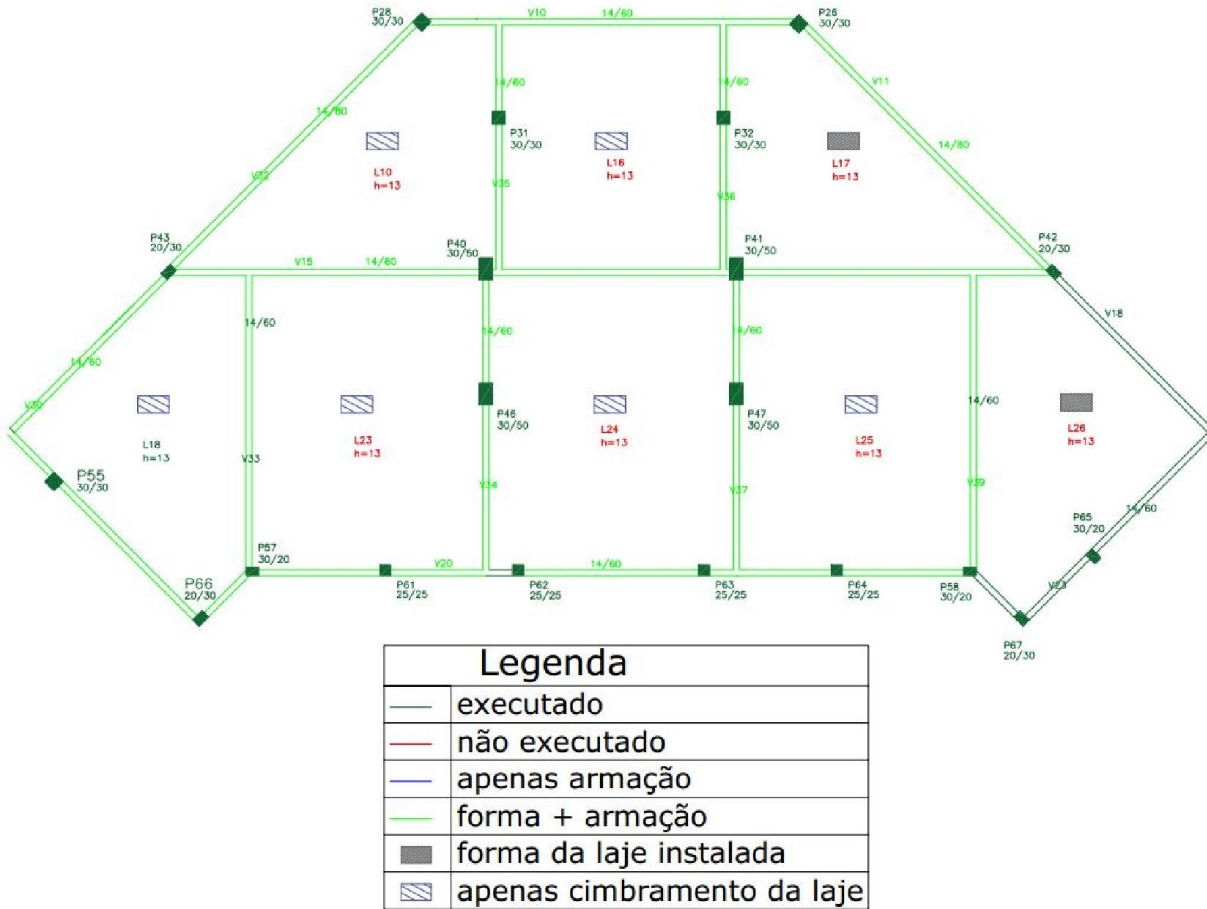 P28
30/30
V10
14/60
P26
30/30
14/60
14/60
V11
14/60
P31
30/30
P32
30/30
14/60
L10
h=13
L16
h=13
L17
h=13
V32
V35
V36
P43
20/30
P40
30/50
P41
30/50
P42
20/30
V15
14/60
V18
14/60
14/60
14/60
14/60
14/60
V30
P46
30/50
P47
30/50
L18
h=13
L23
h=13
L24
h=13
L25
h=13
L26
h=13
V33
V34
V37
V39
P55
30/30
14/60
P65
30/20
P57
30/20
V20
14/60
P66
20/30
P61
25/25
P62
25/25
P63
25/25
P64
25/25
P58
30/20
V23
P67
20/30
Legenda
executado
não executado
apenas armação
forma + armação
forma da laje instalada
apenas cimbramento da laje